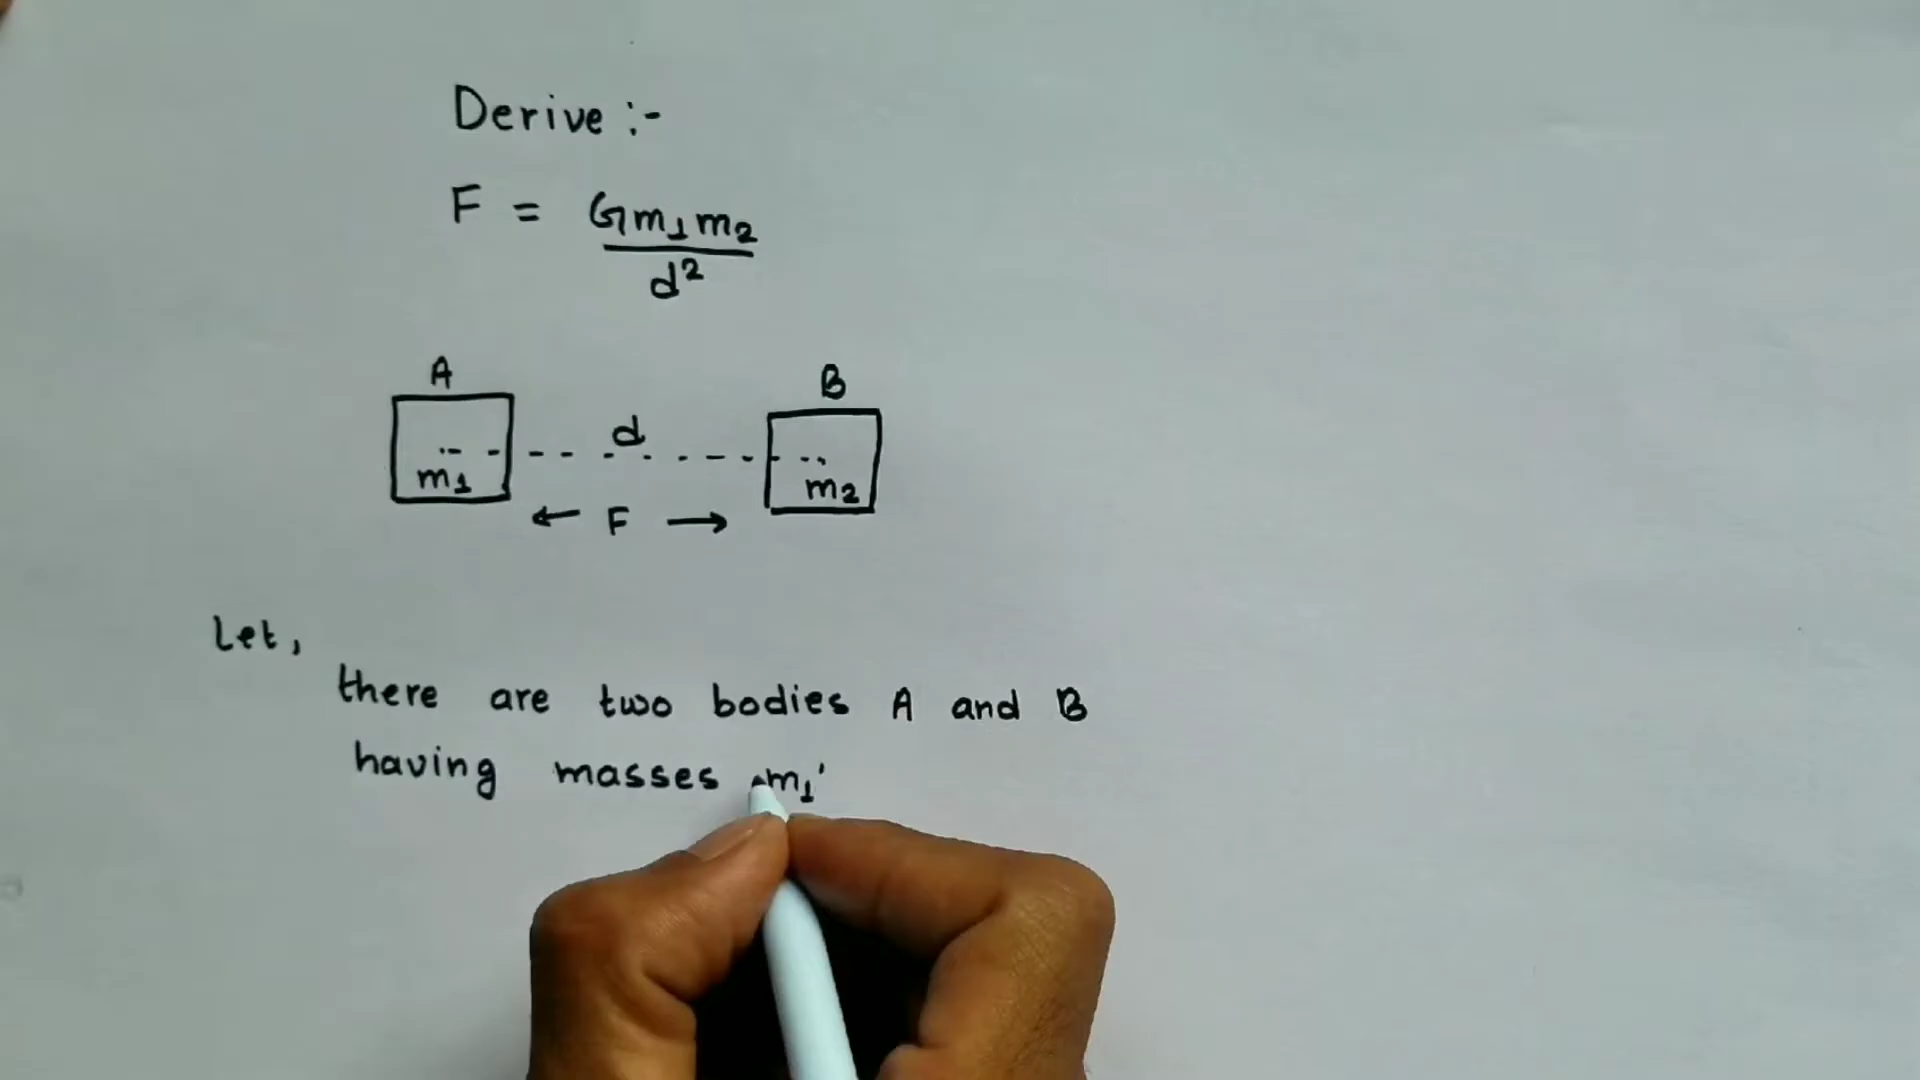 Derive :-
F = Gm₁m₂
d²
A
B
d
m₁
m₂
← F →
Let,
there are two bodies A and B
having masses 'm₁'